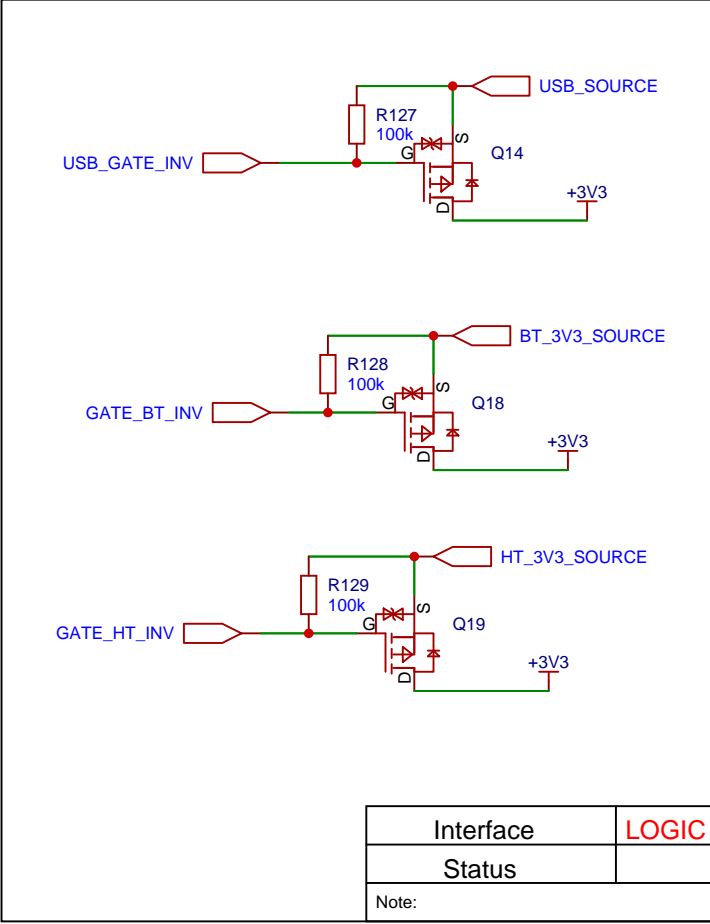 USB_SOURCE
R127
100k
S
G
Q14
USB_GATE_INV
+3V3
D
BT_3V3_SOURCE
R128
100k
S
G
Q18
GATE_BT_INV
+3V3
D
HT_3V3_SOURCE
R129
100k
S
G
Q19
GATE_HT_INV
+3V3
D
Interface LOGIC
Status
Note: